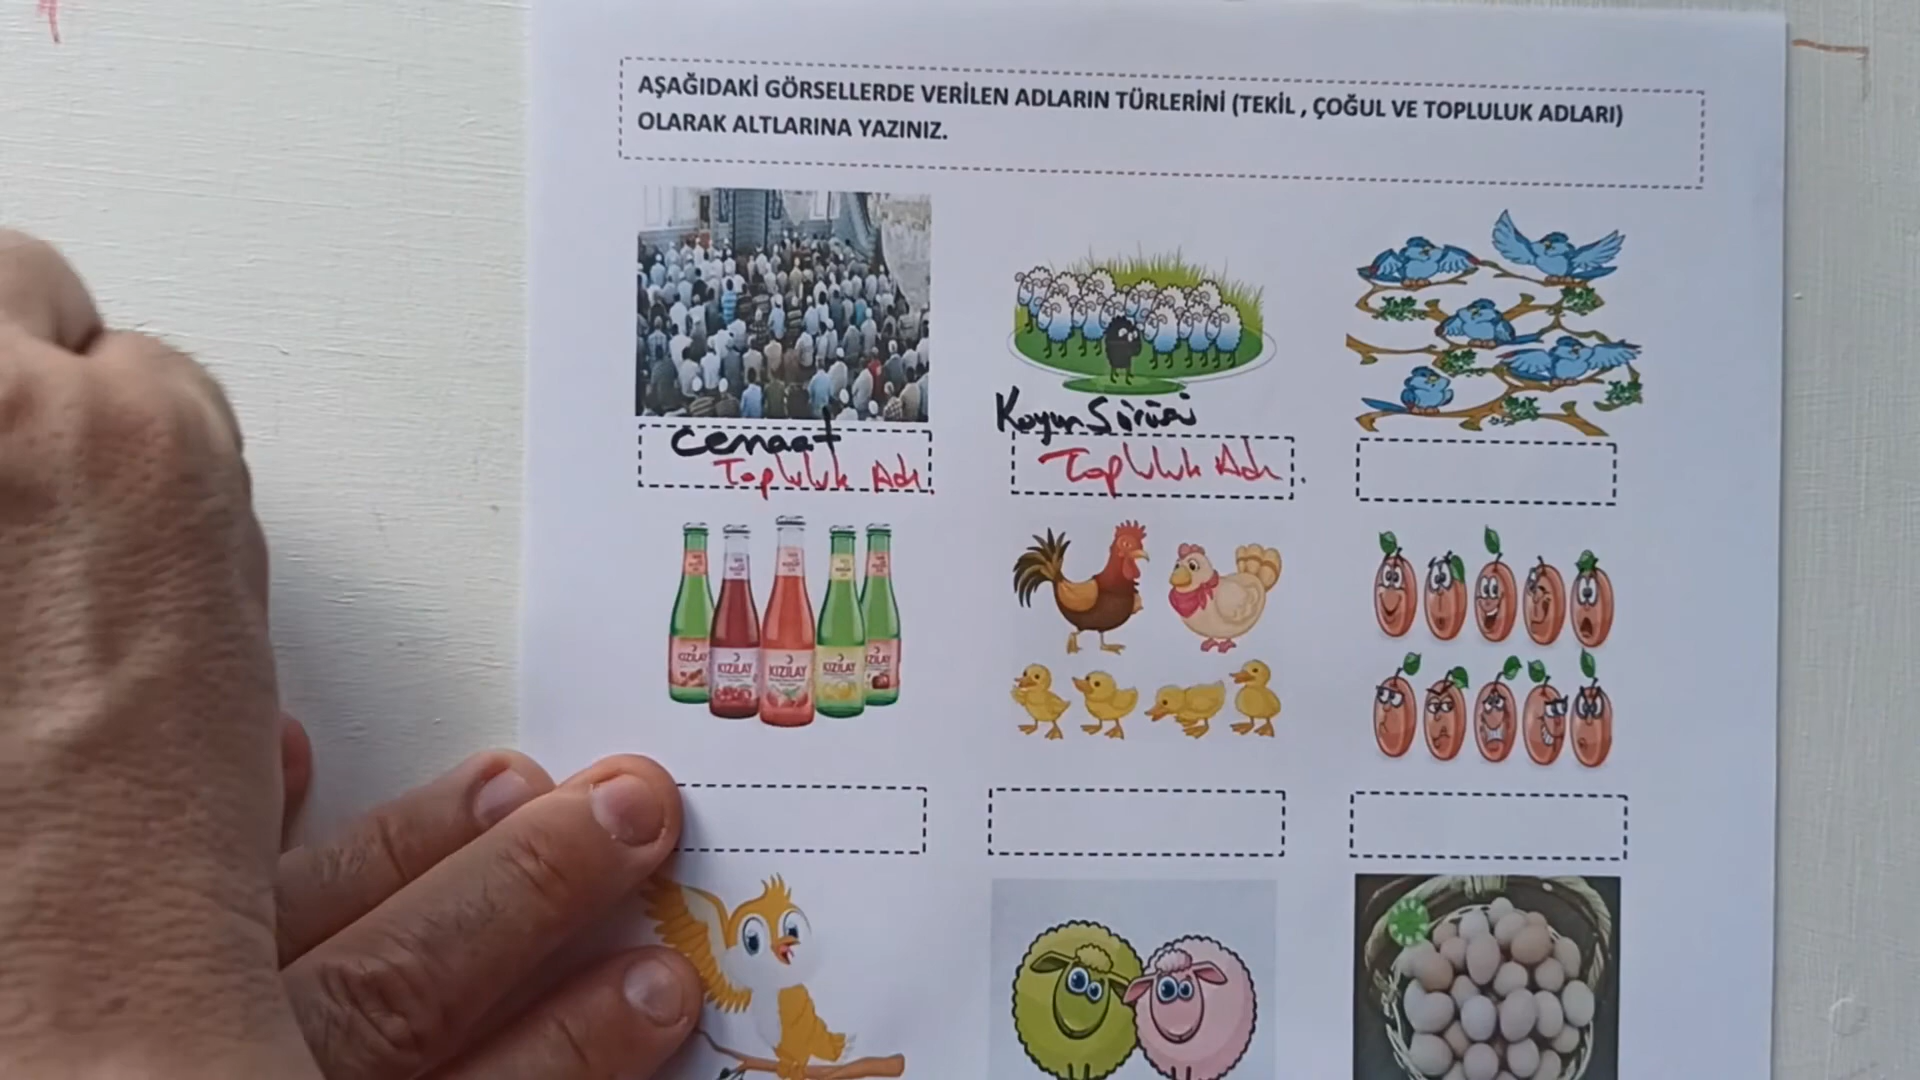 AŞAĞIDAKİ GÖRSELLERDE VERİLEN ADLARIN TÜRLERİNİ (TEKİL , ÇOĞUL VE TOPLULUK ADLARI)
OLARAK ALTLARINA YAZINIZ.
Cemaat
Topluluk Adı.
Koyun Sürüsü
Topluluk Adı.
KIZILAY
KIZILAY
KIZILAY
KIZILAY
KIZILAY